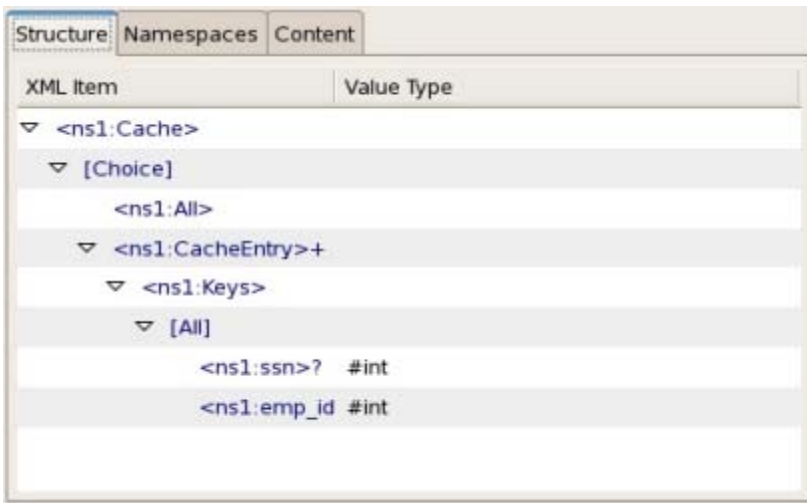 Structure Namespaces Content
XML Item Value Type
<ns1:Cache>
[Choice]
<ns1:All>
<ns1:CacheEntry>+
<ns1:Keys>
[All]
<ns1:ssn>? #int
<ns1:emp_id #int